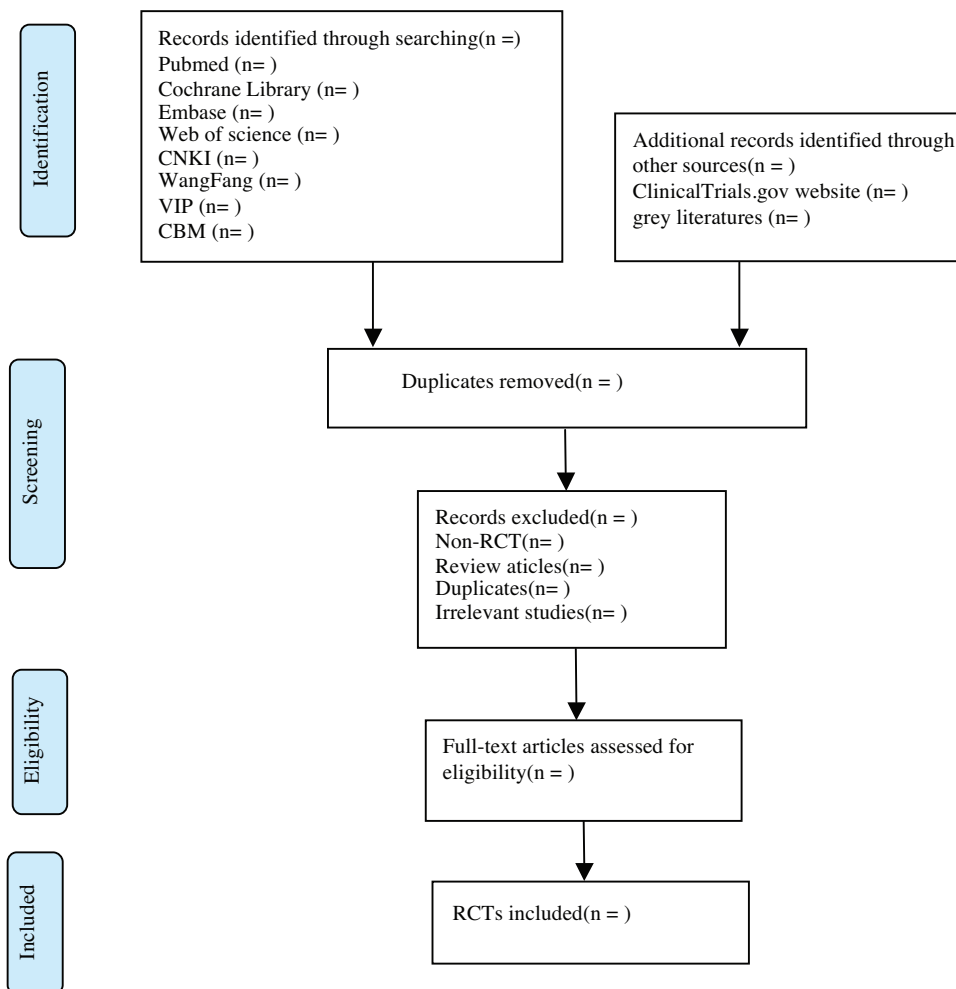 Identification
Records identified through searching(n =)
Pubmed (n= )
Cochrane Library (n= )
Embase (n= )
Web of science (n= )
CNKI (n= )
WangFang (n= )
VIP (n= )
CBM (n= )
Additional records identified through
other sources(n = )
ClinicalTrials.gov website (n= )
grey literatures (n= )
Screening
Duplicates removed(n = )
Records excluded(n = )
Non-RCT(n= )
Review aticles(n= )
Duplicates(n= )
Irrelevant studies(n= )
Eligibility
Full-text articles assessed for
eligibility(n = )
Included
RCTs included(n = )